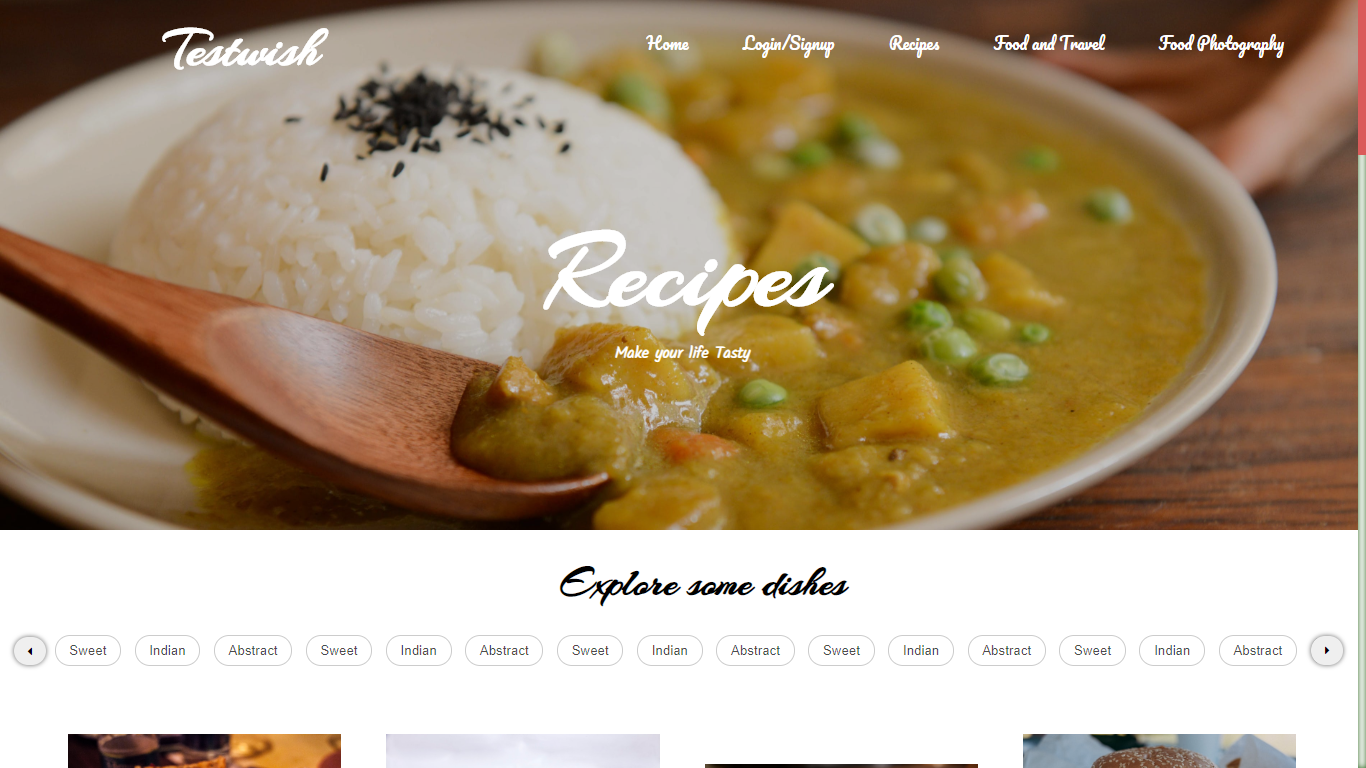 Testwish
Home Login/Signup Recipes Food and Travel Food Photography
Recipes
Make your life Tasty
Explore some dishes
Sweet Indian Abstract Sweet Indian Abstract Sweet Indian Abstract Sweet Indian Abstract Sweet Indian Abstract